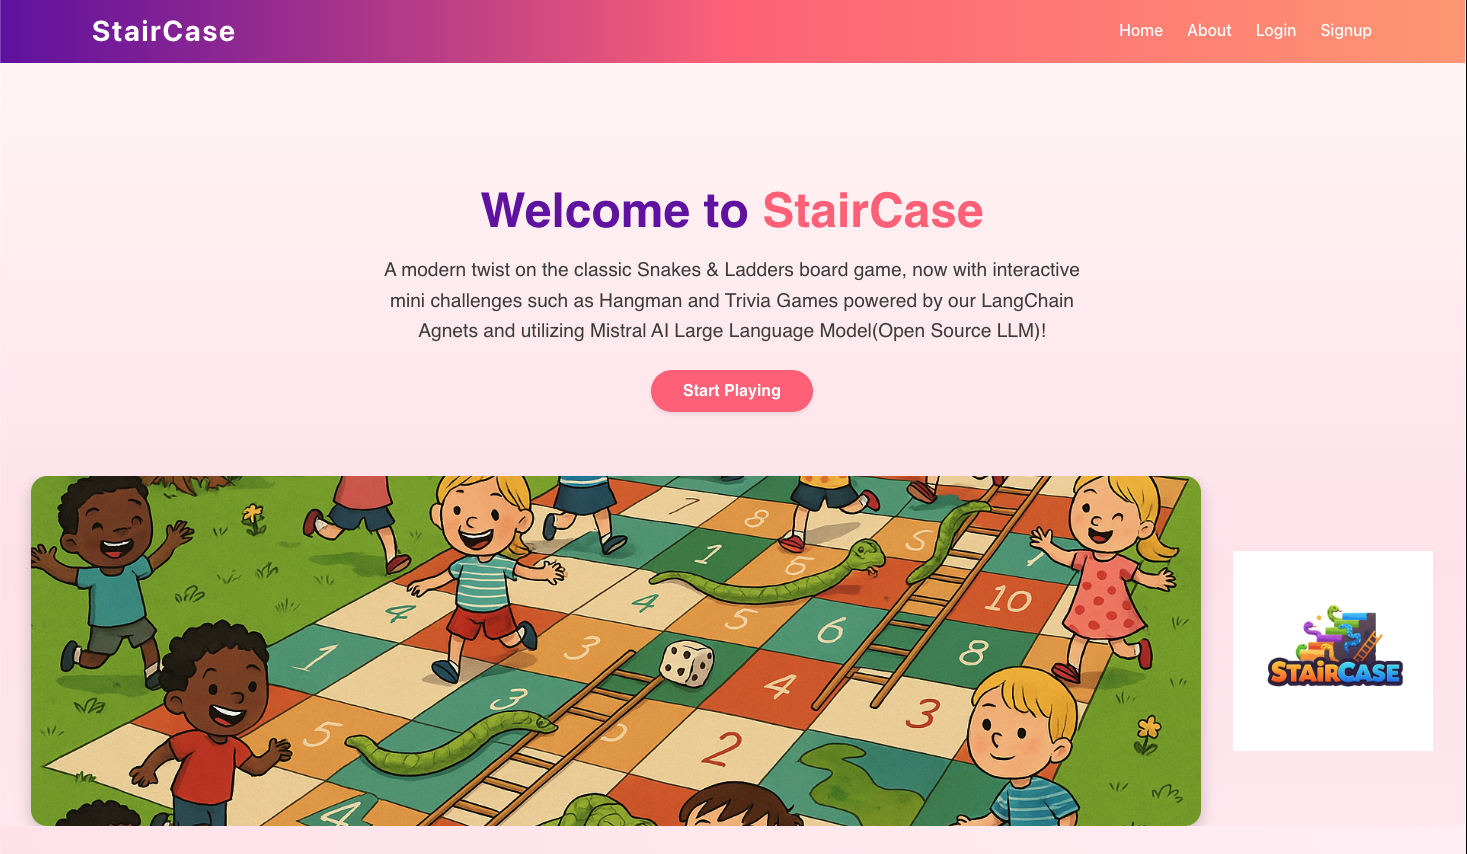 StairCase
Home About Login Signup
Welcome to StairCase
A modern twist on the classic Snakes & Ladders board game, now with interactive
mini challenges such as Hangman and Trivia Games powered by our LangChain
Agnets and utilizing Mistral AI Large Language Model(Open Source LLM)!
Start Playing
7 8
1 6 5
4 4 5 6 10
1 3 8
3 4 3
5 2
4
STAIRCASE